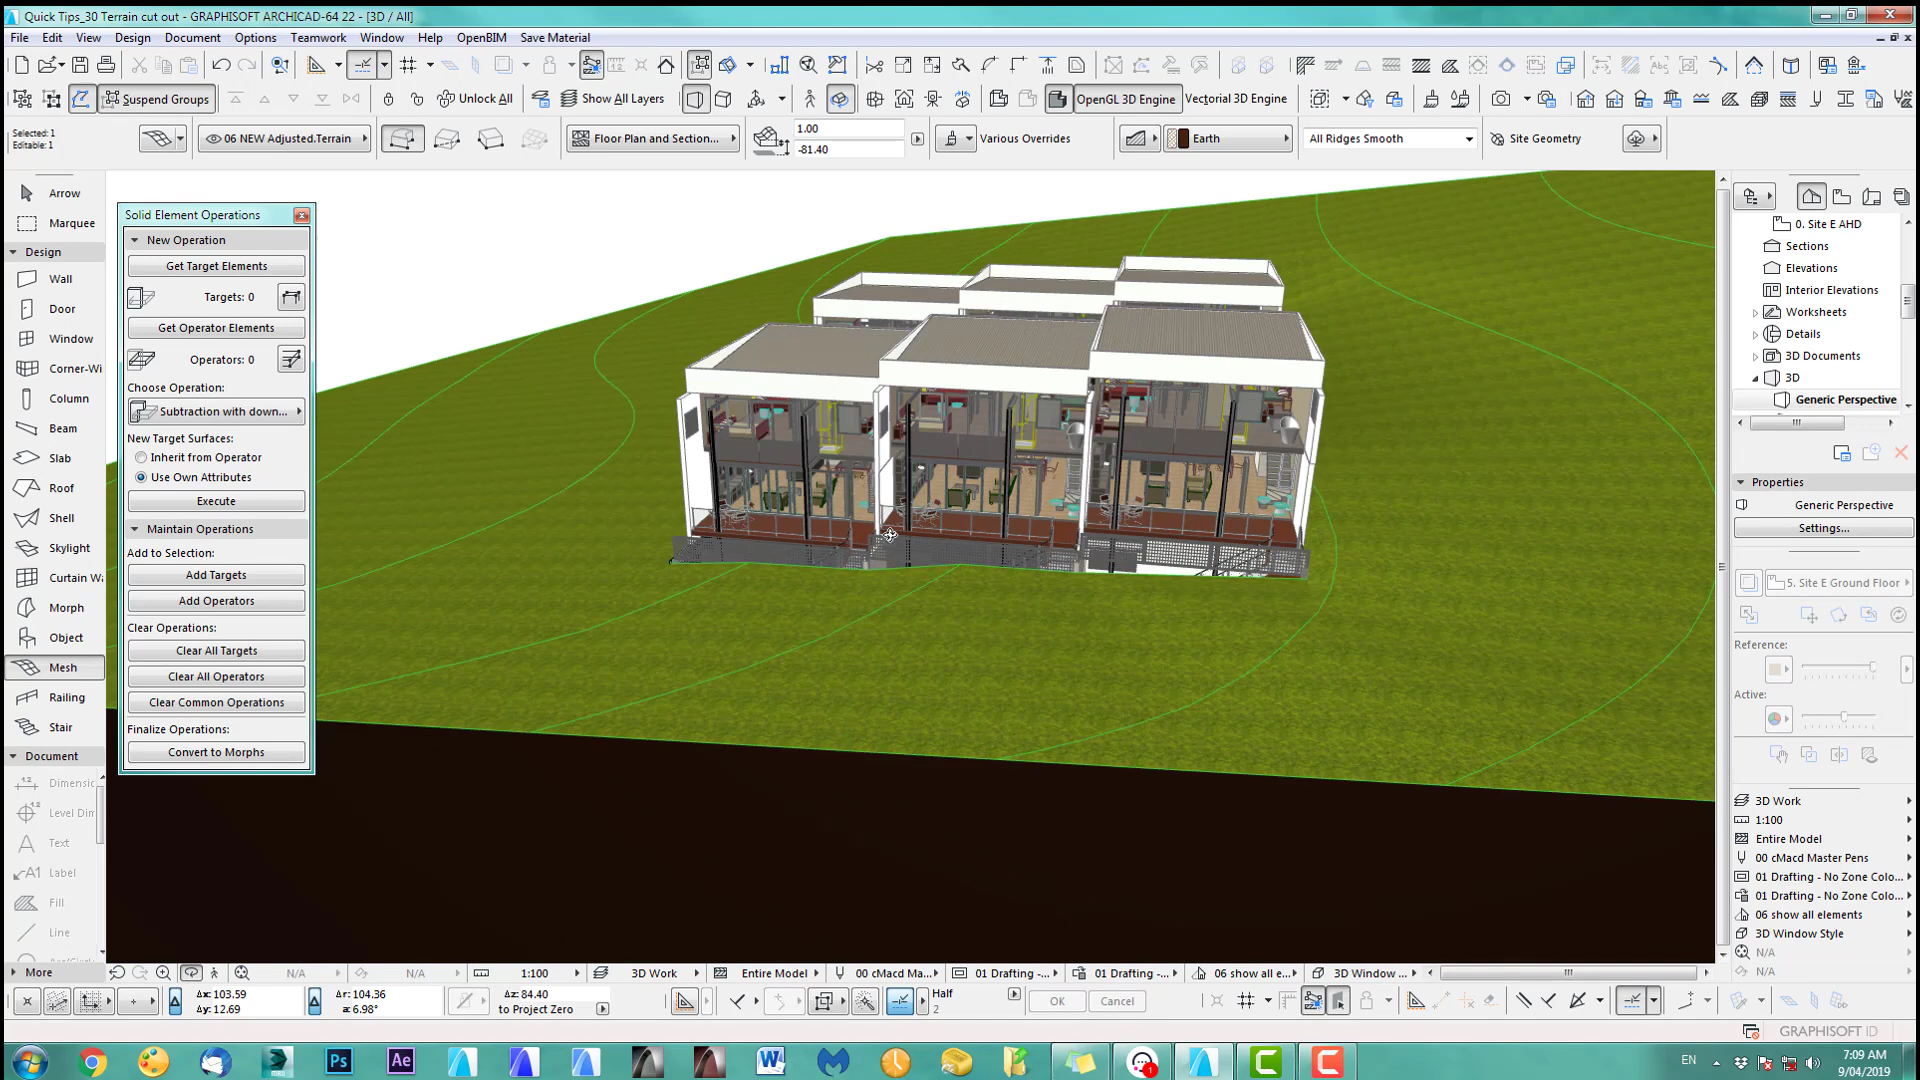 Quick Tips_30 Terrain cut out - GRAPHISOFT ARCHICAD-64 22 - [3D / All]
File Edit View Design Document Options Teamwork Window Help OpenBIM Save Material
Suspend Groups Unlock All Show All Layers OpenGL 3D Engine Vectorial 3D Engine
Selected: 1
Editable: 1
06 NEW Adjusted.Terrain
Floor Plan and Section...
1.00
-81.40
Various Overrides
Earth
All Ridges Smooth
Site Geometry
Arrow
Marquee
Design
Wall
Door
Window
Corner-Wi
Column
Beam
Slab
Roof
Shell
Skylight
Curtain Wa
Morph
Object
Mesh
Railing
Stair
Document
Dimensic
Level Dim
Text
A1 Label
Fill
Line
More
Solid Element Operations
New Operation
Get Target Elements
Targets: 0
Get Operator Elements
Operators: 0
Choose Operation:
Subtraction with down...
New Target Surfaces:
Inherit from Operator
Use Own Attributes
Execute
Maintain Operations
Add to Selection:
Add Targets
Add Operators
Clear Operations:
Clear All Targets
Clear All Operators
Clear Common Operations
Finalize Operations:
Convert to Morphs
0. Site E AHD
Sections
Elevations
Interior Elevations
Worksheets
Details
3D Documents
3D
Generic Perspective
Properties
Generic Perspective
Settings...
5. Site E Ground Floor
Reference:
Active:
3D Work
1:100
Entire Model
00 cMacd Master Pens
01 Drafting - No Zone Colo...
01 Drafting - No Zone Colo...
06 show all elements
3D Window Style
N/A
N/A
N/A N/A 1:100 3D Work Entire Model 00 cMacd Ma... 01 Drafting -... 01 Drafting -... 06 show all e... 3D Window ...
Δx: 103.59
Δy: 12.69
Δr: 104.36
a: 6.98°
Δz: 84.40
to Project Zero
Half
2
OK Cancel
GRAPHISOFT ID
Ps Ae W
1
EN
7:09 AM
9/04/2019